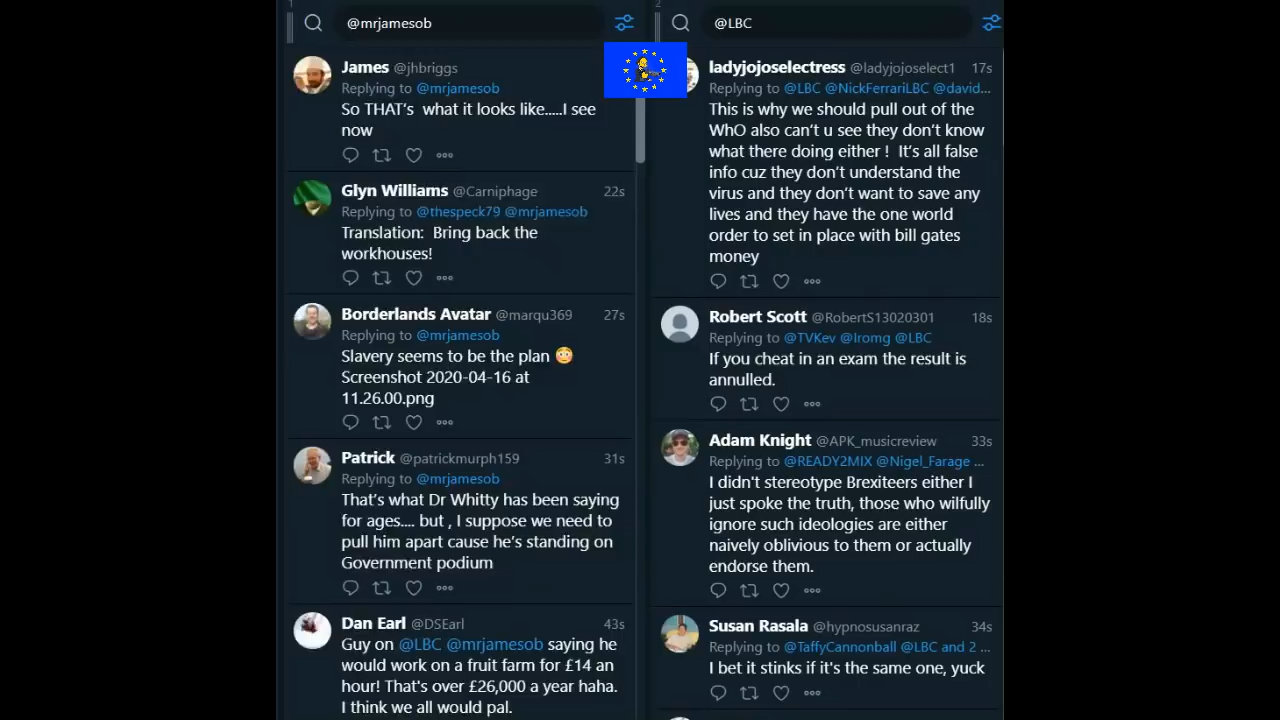 1
@mrjamesob
James @jhbriggs
Replying to @mrjamesob
So THAT's what it looks like.....I see
now
Glyn Williams @Carniphage 22s
Replying to @thespeck79 @mrjamesob
Translation: Bring back the
workhouses!
Borderlands Avatar @marqu369 27s
Replying to @mrjamesob
Slavery seems to be the plan 😳
Screenshot 2020-04-16 at
11.26.00.png
Patrick @patrickmurph159 31s
Replying to @mrjamesob
That's what Dr Whitty has been saying
for ages.... but , I suppose we need to
pull him apart cause he's standing on
Government podium
Dan Earl @DSEarl 43s
Guy on @LBC @mrjamesob saying he
would work on a fruit farm for £14 an
hour! That's over £26,000 a year haha.
I think we all would pal.
2
@LBC
ladyjojoselectress @ladyjojoselect1 17s
Replying to @LBC @NickFerrariLBC @david...
This is why we should pull out of the
WhO also can't u see they don't know
what there doing either ! It's all false
info cuz they don't understand the
virus and they don't want to save any
lives and they have the one world
order to set in place with bill gates
money
Robert Scott @RobertS13020301 18s
Replying to @TVKev @Iromg @LBC
If you cheat in an exam the result is
annulled.
Adam Knight @APK_musicreview 33s
Replying to @READY2MIX @Nigel_Farage ...
I didn't stereotype Brexiteers either I
just spoke the truth, those who wilfully
ignore such ideologies are either
naively oblivious to them or actually
endorse them.
Susan Rasala @hypnosusanraz 34s
Replying to @TaffyCannonball @LBC and 2 ...
I bet it stinks if it's the same one, yuck